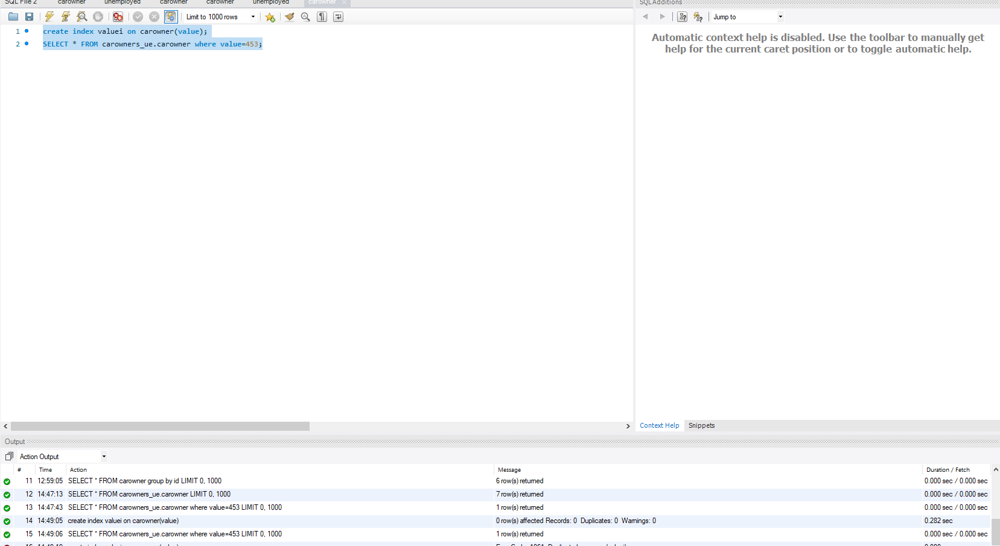 SQL File 2 carowner unemployed carowner carowner unemployed carowner
SQLAdditions
Limit to 1000 rows
Jump to
1 create index valuei on carowner(value);
2 SELECT * FROM carowners_ue.carowner where value=453;
Automatic context help is disabled. Use the toolbar to manually get
help for the current caret position or to toggle automatic help.
Context Help Snippets
Output
Action Output
# Time Action Message Duration / Fetch
11 12:59:05 SELECT * FROM carowner group by id LIMIT 0, 1000 6 row(s) returned 0.000 sec / 0.000 sec
12 14:47:13 SELECT * FROM carowners_ue.carowner LIMIT 0, 1000 7 row(s) returned 0.000 sec / 0.000 sec
13 14:47:43 SELECT * FROM carowners_ue.carowner where value=453 LIMIT 0, 1000 1 row(s) returned 0.000 sec / 0.000 sec
14 14:49:05 create index valuei on carowner(value) 0 row(s) affected Records: 0 Duplicates: 0 Warnings: 0 0.282 sec
15 14:49:06 SELECT * FROM carowners_ue.carowner where value=453 LIMIT 0, 1000 1 row(s) returned 0.000 sec / 0.000 sec